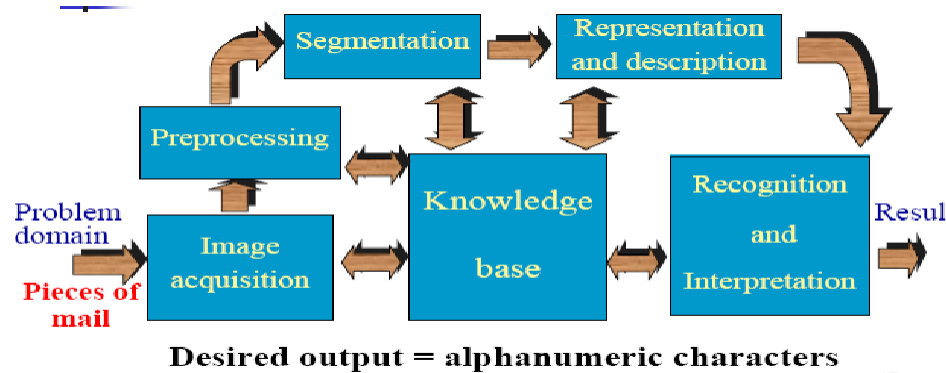 Segmentation
Representation
and description
Preprocessing
Knowledge
base
Recognition
and
Interpretation
Problem
domain
Image
acquisition
Resul
Pieces of
mail
Desired output = alphanumeric characters